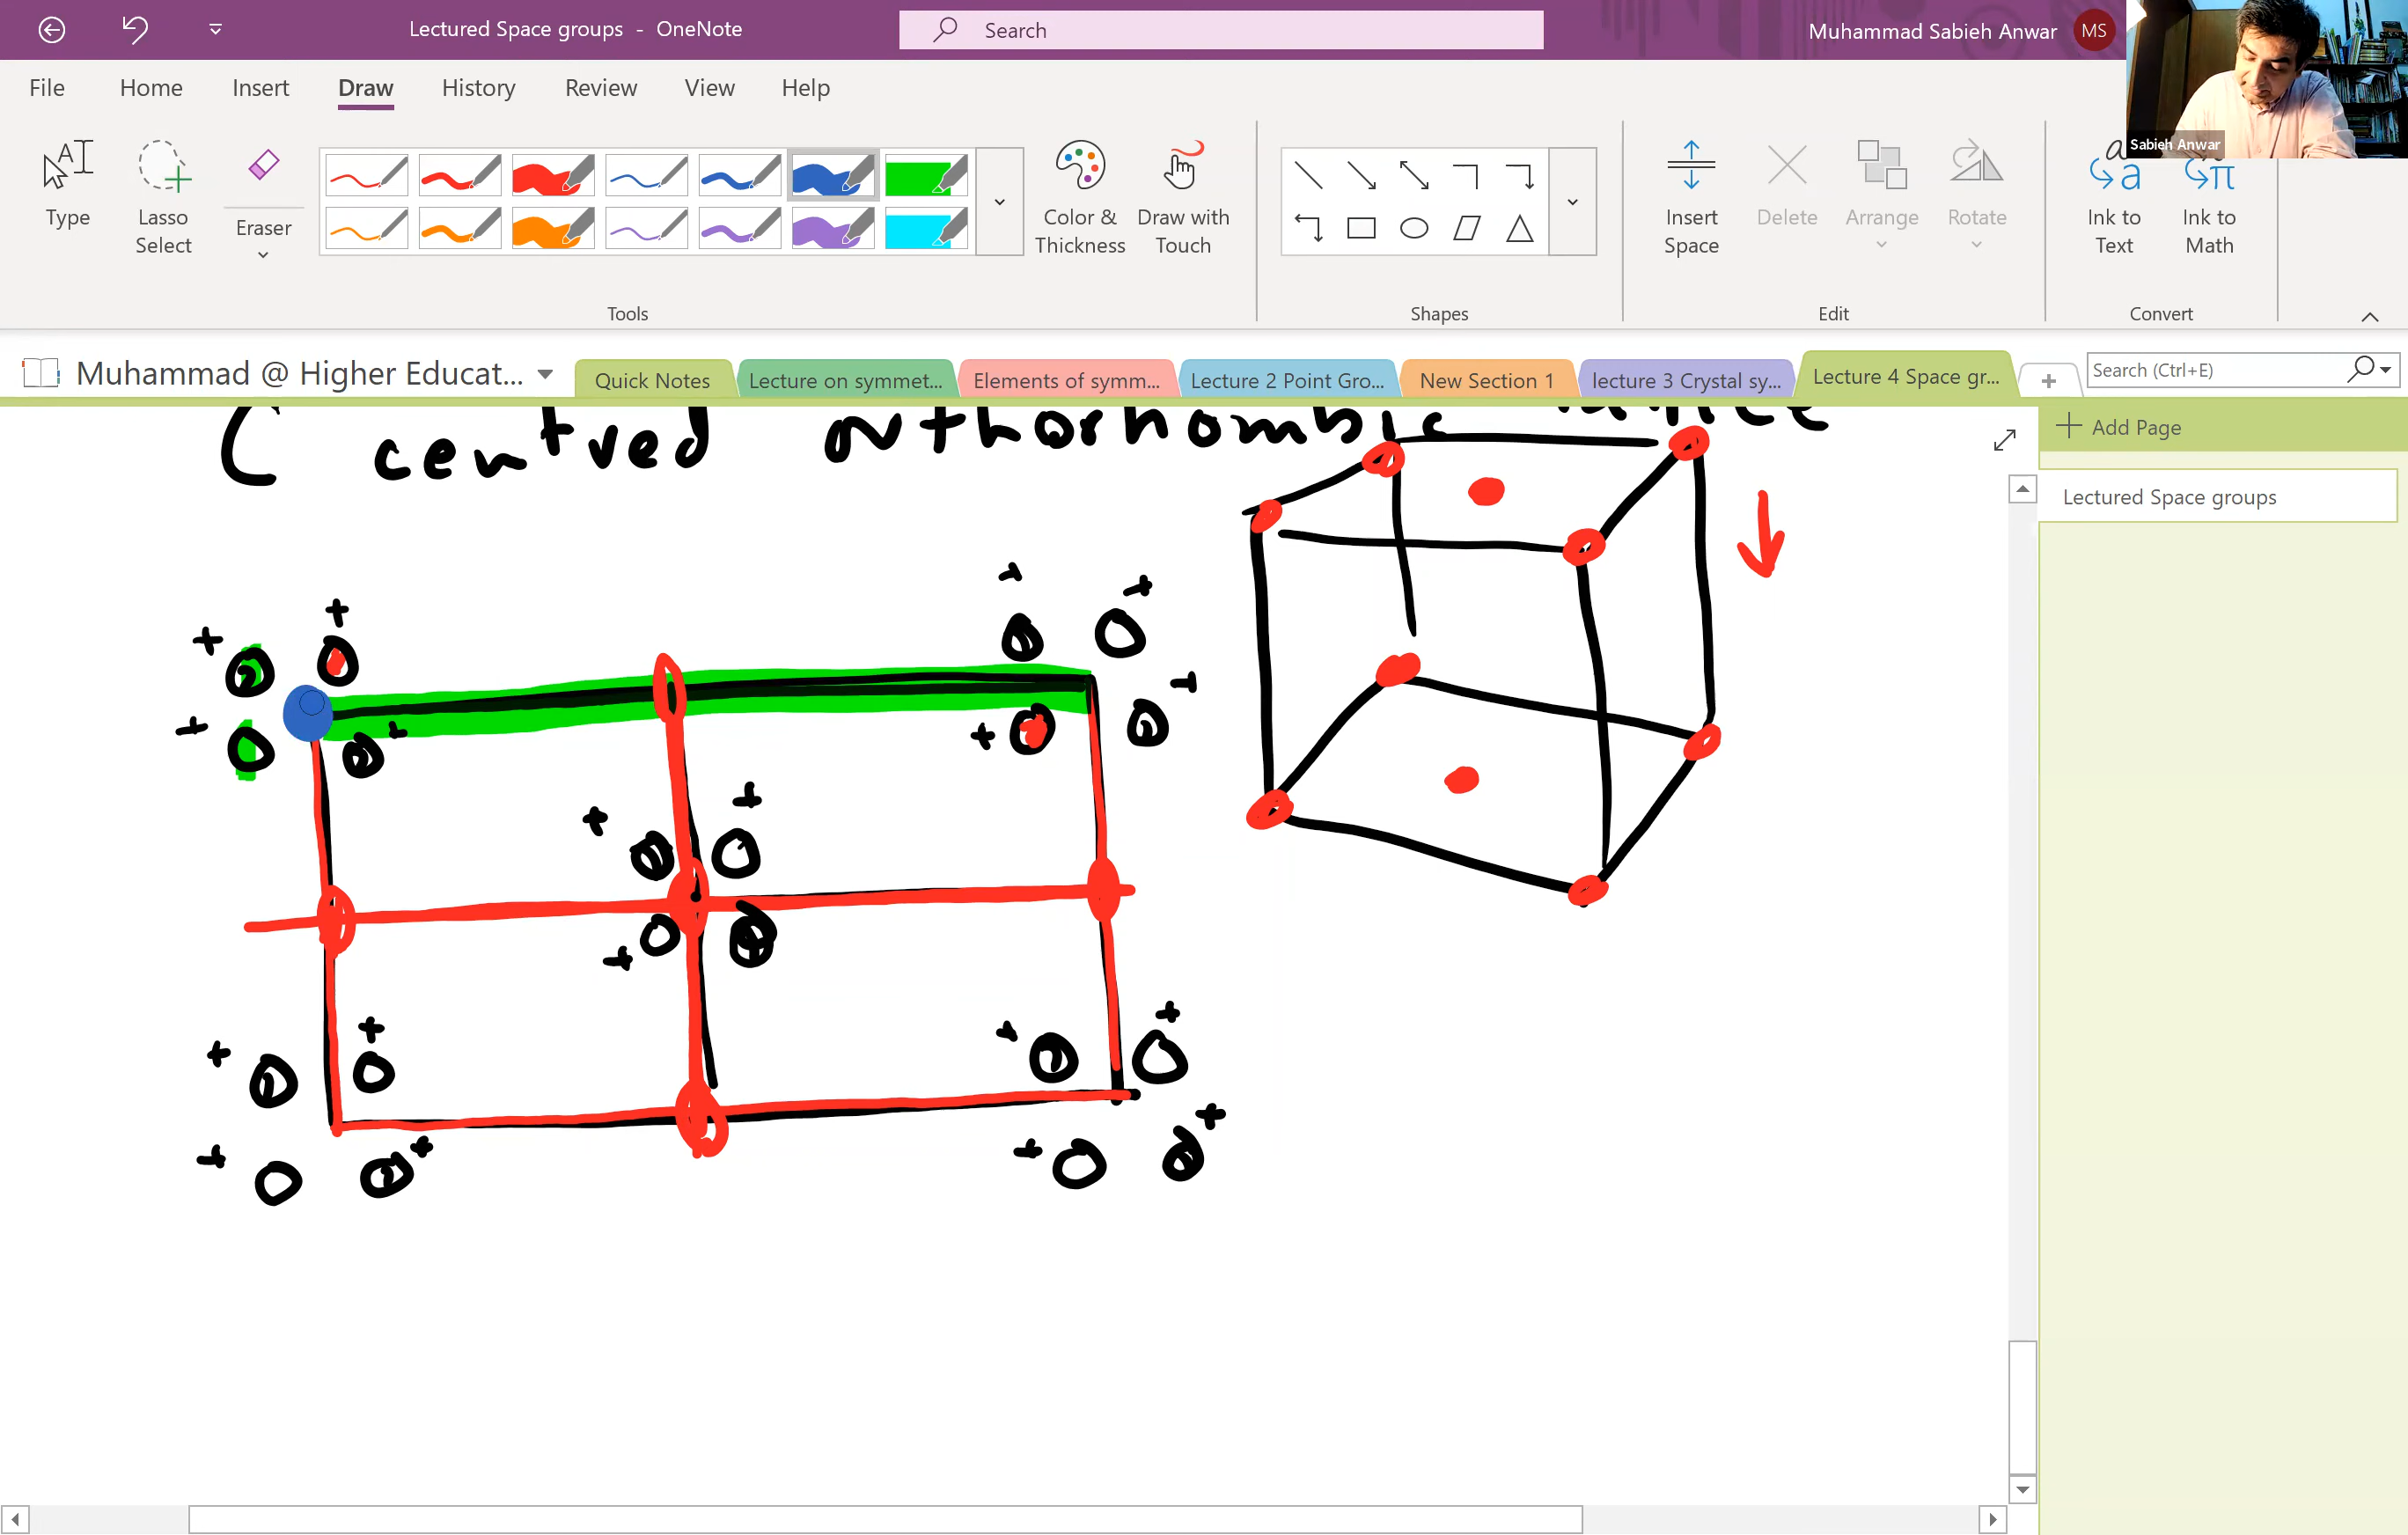 Lectured Space groups - OneNote
Search
Muhammad Sabieh Anwar
MS
File Home Insert Draw History Review View Help
Type
Lasso Select
Eraser
Color & Thickness
Draw with Touch
Insert Space
Delete
Arrange
Rotate
Ink to Text
Ink to Math
Sabieh Anwar
Tools
Shapes
Edit
Convert
Muhammad @ Higher Educat...
Quick Notes
Lecture on symmet...
Elements of symm...
Lecture 2 Point Gro...
New Section 1
lecture 3 Crystal sy...
Lecture 4 Space gr...
+
Search (Ctrl+E)
Add Page
Lectured Space groups
C centred orthorhombic lattice